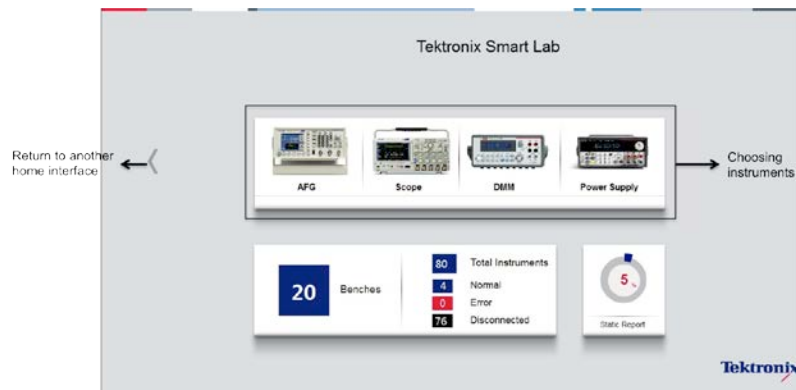 Tektronix Smart Lab
Return to another
home interface
Choosing
instruments
AFG
Scope
DMM
Power Supply
20
Benches
80 Total Instruments
4 Normal
0 Error
76 Disconnected
5 %
Static Report
Tektronix